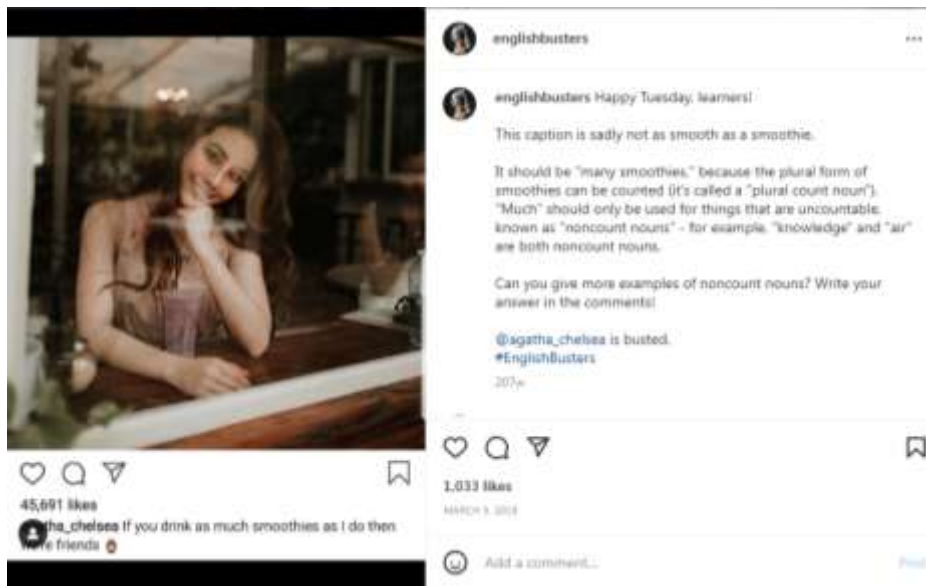 45,691 likes
tha_chelsea If you drink as much smoothies as I do then
friends
englishbusters
englishbusters Happy Tuesday, learners!
This caption is sadly not as smooth as a smoothie.
It should be "many smoothies," because the plural form of
smoothies can be counted (it's called a "plural count noun").
"Much" should only be used for things that are uncountable,
known as "noncount nouns" - for example, "knowledge" and "air"
are both noncount nouns.
Can you give more examples of noncount nouns? Write your
answer in the comments!
@agatha_chelsea is busted.
#EnglishBusters
207w
1,033 likes
MARCH
Add a comment...
Post